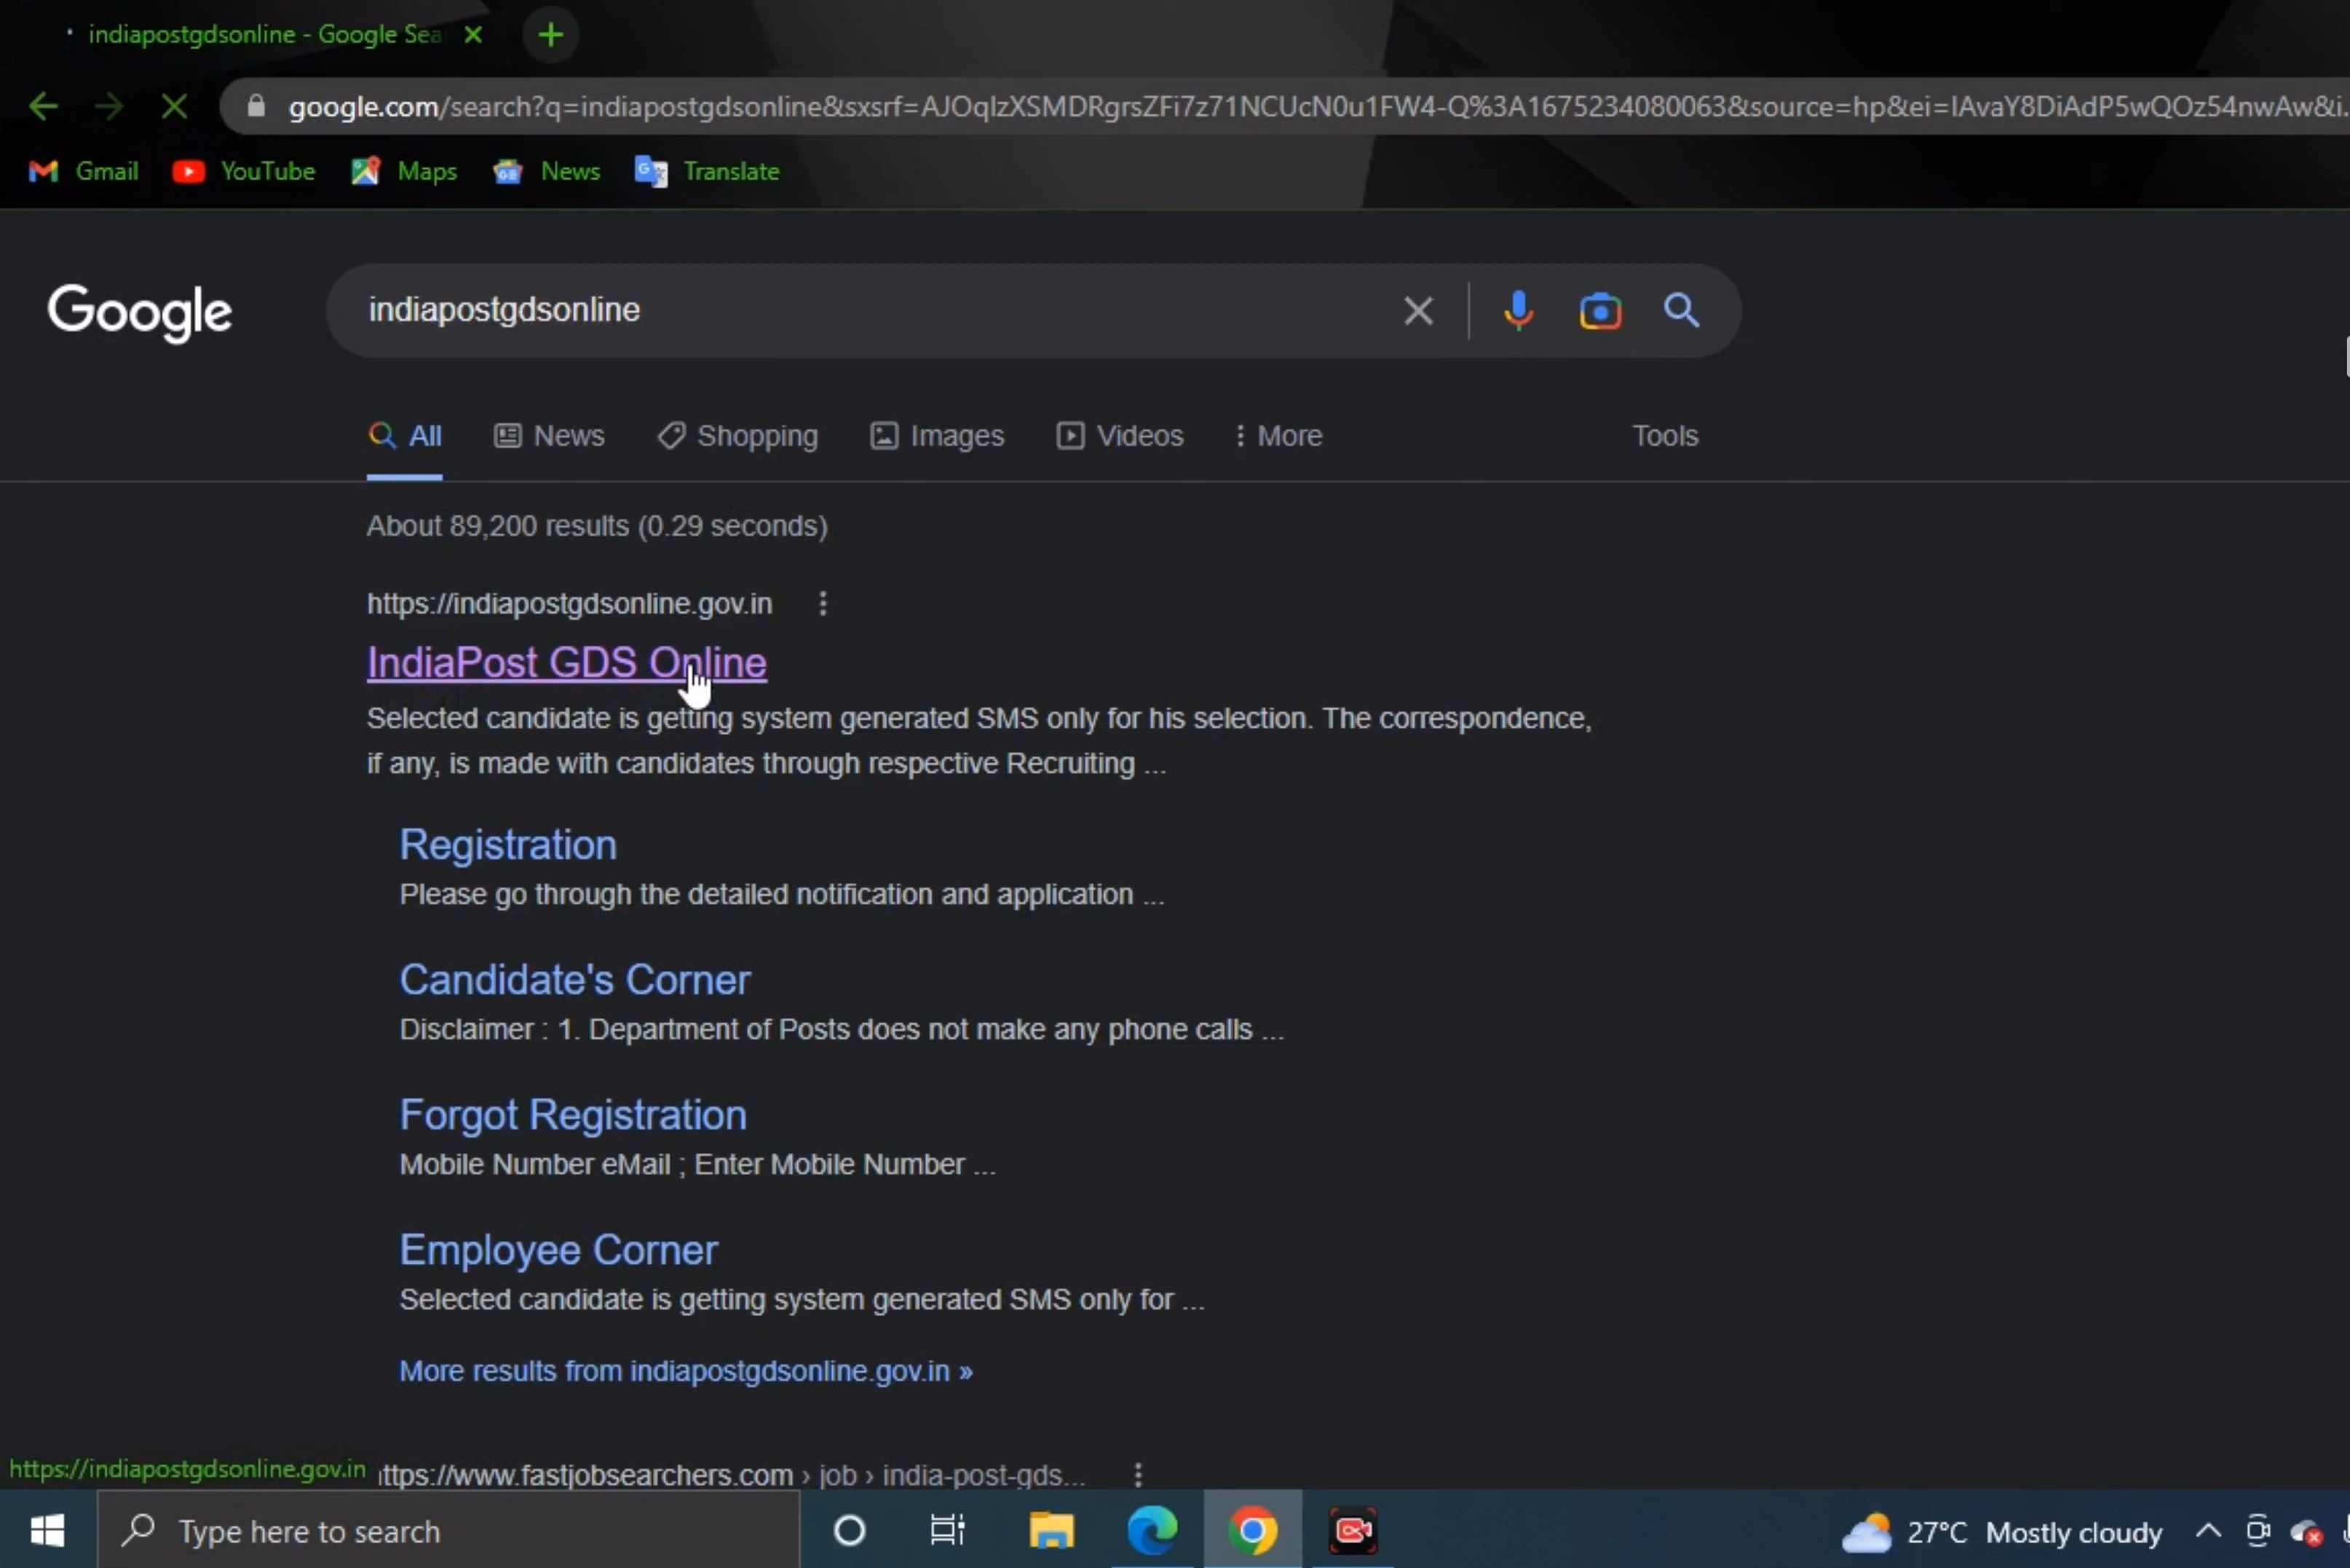 indiapostgdsonline - Google Sea
google.com/search?q=indiapostgdsonline&sxsrf=AJOqlzXSMDRgrsZFi7z71NCUcN0u1FW4-Q%3A1675234080063&source=hp&ei=IAvaY8DiAdP5wQOz54nwAw&i...
Gmail YouTube Maps News Translate
Google indiapostgdsonline
All News Shopping Images Videos More Tools
About 89,200 results (0.29 seconds)
https://indiapostgdsonline.gov.in
IndiaPost GDS Online
Selected candidate is getting system generated SMS only for his selection. The correspondence,
if any, is made with candidates through respective Recruiting ...
Registration
Please go through the detailed notification and application ...
Candidate's Corner
Disclaimer : 1. Department of Posts does not make any phone calls ...
Forgot Registration
Mobile Number eMail ; Enter Mobile Number ...
Employee Corner
Selected candidate is getting system generated SMS only for ...
More results from indiapostgdsonline.gov.in »
https://indiapostgdsonline.gov.in ttps://www.fastjobsearchers.com › job › india-post-gds...
Type here to search 27°C Mostly cloudy